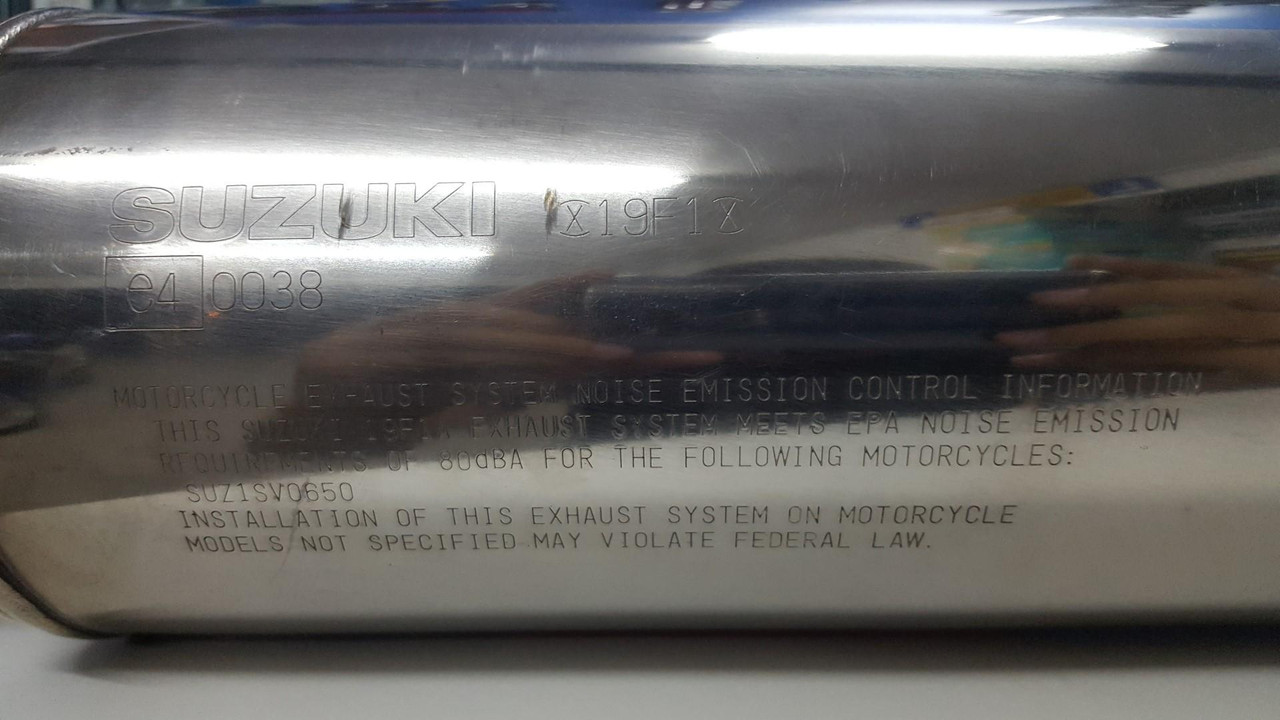 SUZUKI 19F1
e4 0038
MOTORCYCLE EXHAUST SYSTEM NOISE EMISSION CONTROL INFORMATION
THIS SUZUKI 19F1X EXHAUST SYSTEM MEETS EPA NOISE EMISSION
REQUIREMENTS OF 80dBA FOR THE FOLLOWING MOTORCYCLES:
SUZ1SV0650
INSTALLATION OF THIS EXHAUST SYSTEM ON MOTORCYCLE
MODELS NOT SPECIFIED MAY VIOLATE FEDERAL LAW.